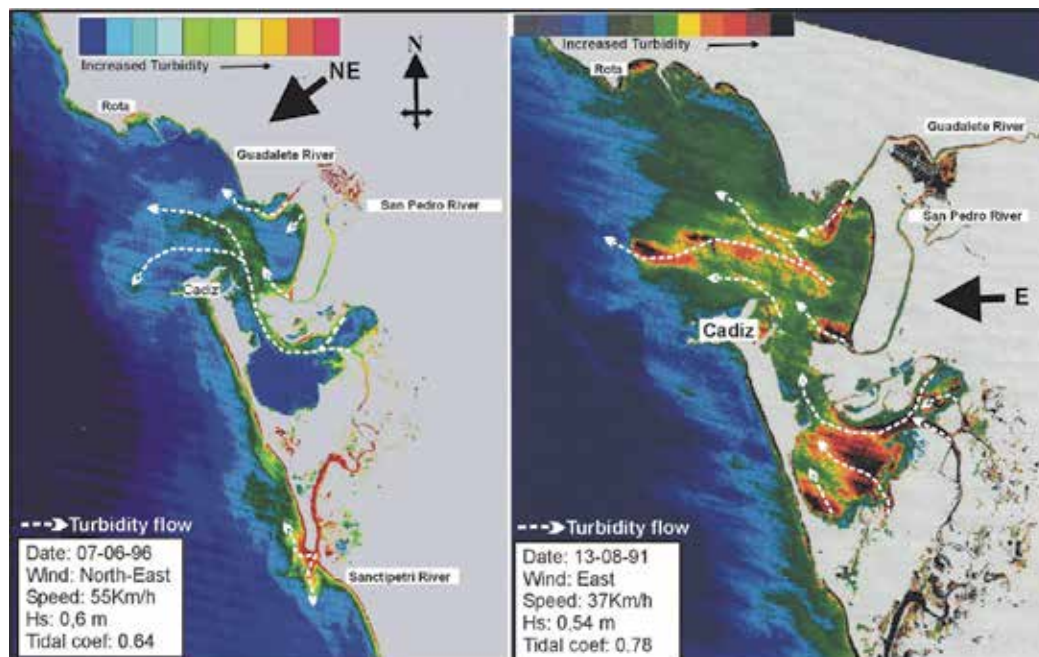 Increased Turbidity
NE
N
Rota
Guadalete River
San Pedro River
Cadiz
Turbidity flow
Date: 07-06-96
Wind: North-East
Speed: 55Km/h
Hs: 0,6 m
Tidal coef: 0.64
Sanctipetri River
Increased Turbidity
Rota
Guadalete River
San Pedro River
E
Cadiz
Turbidity flow
Date: 13-08-91
Wind: East
Speed: 37Km/h
Hs: 0,54 m
Tidal coef: 0.78